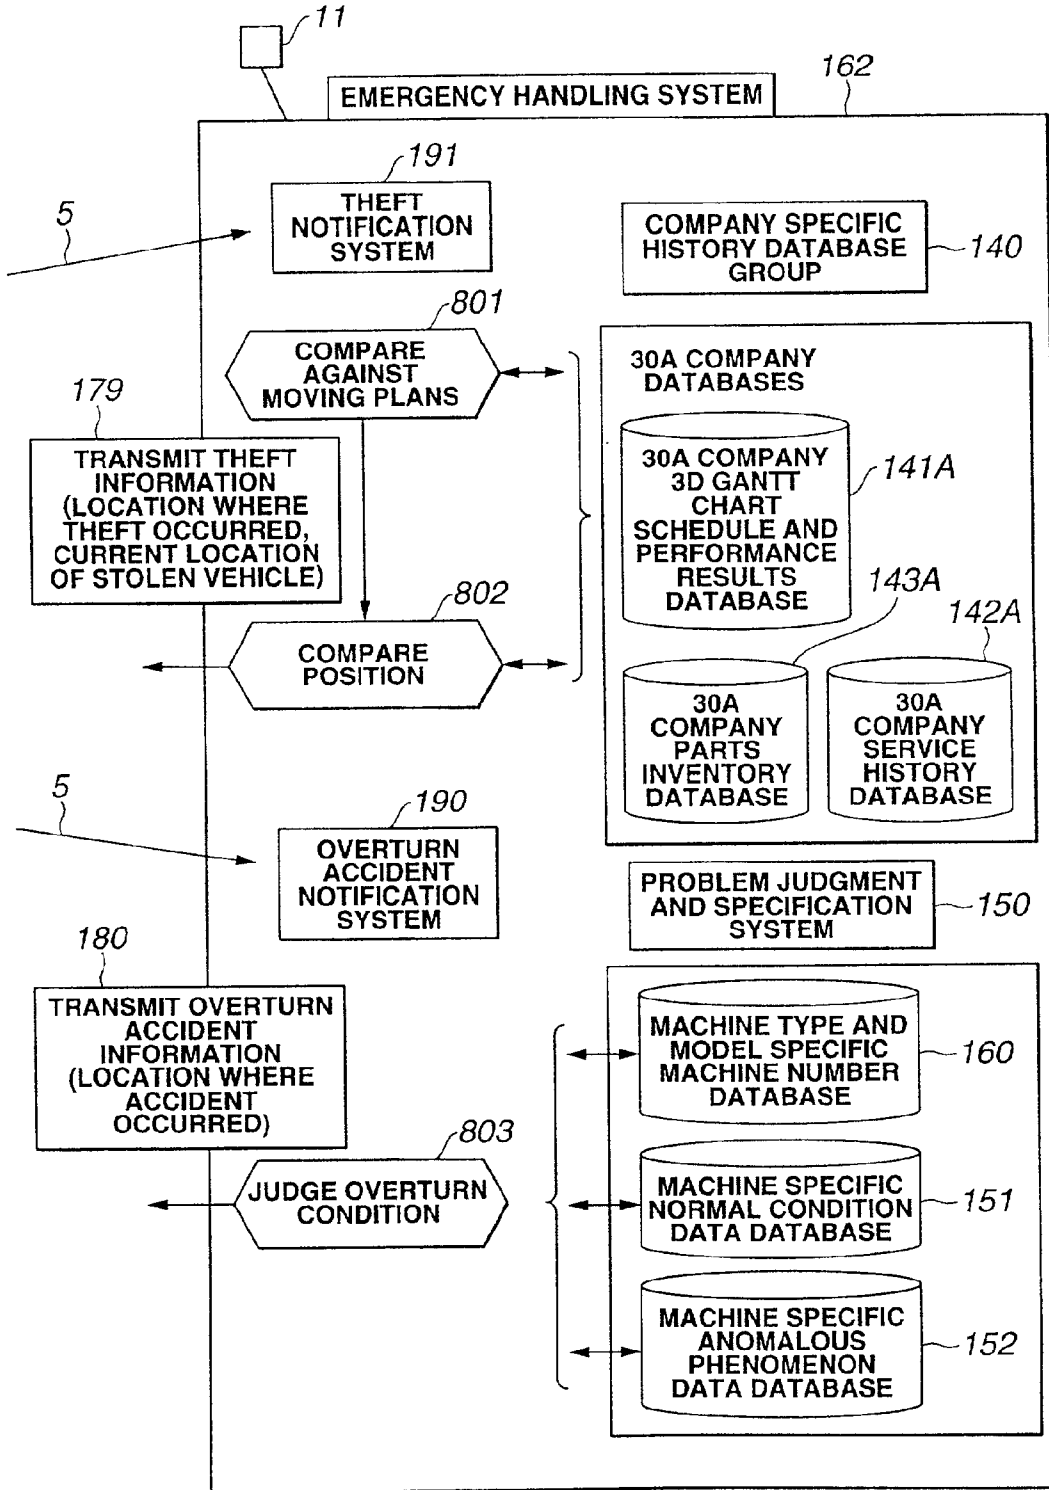 11
EMERGENCY HANDLING SYSTEM
162
191
THEFT
NOTIFICATION
SYSTEM
5
COMPANY SPECIFIC
HISTORY DATABASE
GROUP
140
801
COMPARE
AGAINST
MOVING PLANS
30A COMPANY
DATABASES
179
TRANSMIT THEFT
INFORMATION
(LOCATION WHERE
THEFT OCCURRED,
CURRENT LOCATION
OF STOLEN VEHICLE)
30A COMPANY
3D GANTT
CHART
SCHEDULE AND
PERFORMANCE
RESULTS
DATABASE
141A
802
COMPARE
POSITION
143A
142A
30A
COMPANY
PARTS
INVENTORY
DATABASE
30A
COMPANY
SERVICE
HISTORY
DATABASE
5
190
OVERTURN
ACCIDENT
NOTIFICATION
SYSTEM
PROBLEM JUDGMENT
AND SPECIFICATION
SYSTEM
150
180
TRANSMIT OVERTURN
ACCIDENT
INFORMATION
(LOCATION WHERE
ACCIDENT
OCCURRED)
MACHINE TYPE AND
MODEL SPECIFIC
MACHINE NUMBER
DATABASE
160
803
JUDGE OVERTURN
CONDITION
MACHINE SPECIFIC
NORMAL CONDITION
DATA DATABASE
151
MACHINE SPECIFIC
ANOMALOUS
PHENOMENON
DATA DATABASE
152